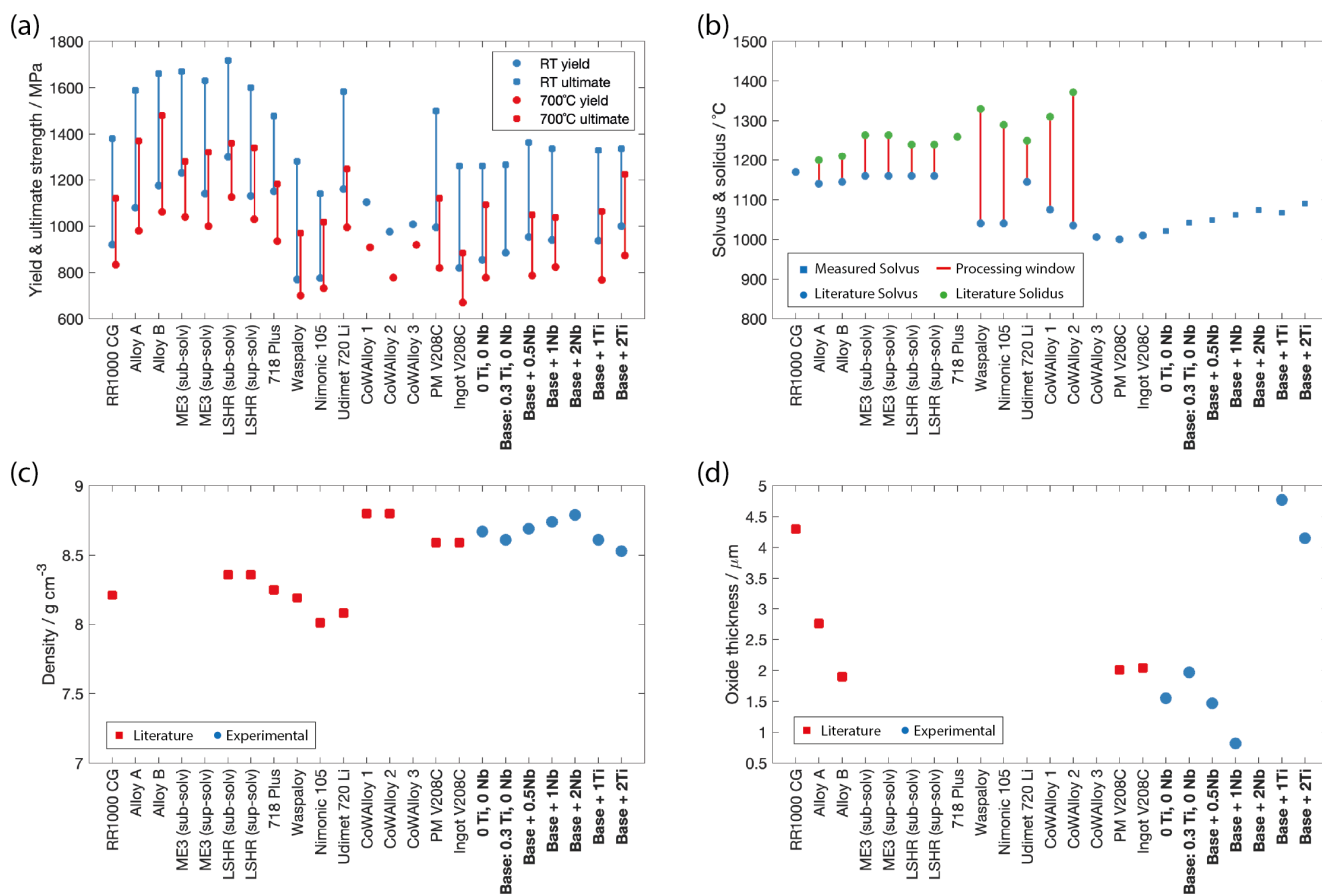 (a)
1800
1600
1400
1200
1000
800
600
Yield & ultimate strength / MPa
RT yield
RT ultimate
700°C yield
700°C ultimate
RR1000 CG
Alloy A
Alloy B
ME3 (sub-solv)
ME3 (sup-solv)
LSHR (sub-solv)
LSHR (sup-solv)
718 Plus
Waspaloy
Nimonic 105
Udimet 720 Li
CoWAlloy 1
CoWAlloy 2
CoWAlloy 3
PM V208C
Ingot V208C
0 Ti, 0 Nb
Base: 0.3 Ti, 0 Nb
Base + 0.5Nb
Base + 1Nb
Base + 2Nb
Base + 1Ti
Base + 2Ti
(b)
1500
1400
1300
1200
1100
1000
900
800
Solvus & solidus / °C
Measured Solvus
Processing window
Literature Solvus
Literature Solidus
RR1000 CG
Alloy A
Alloy B
ME3 (sub-solv)
ME3 (sup-solv)
LSHR (sub-solv)
LSHR (sup-solv)
718 Plus
Waspaloy
Nimonic 105
Udimet 720 Li
CoWAlloy 1
CoWAlloy 2
CoWAlloy 3
PM V208C
Ingot V208C
0 Ti, 0 Nb
Base: 0.3 Ti, 0 Nb
Base + 0.5Nb
Base + 1Nb
Base + 2Nb
Base + 1Ti
Base + 2Ti
(c)
9
8.5
8
7.5
7
Density / g cm⁻³
Literature
Experimental
RR1000 CG
Alloy A
Alloy B
ME3 (sub-solv)
ME3 (sup-solv)
LSHR (sub-solv)
LSHR (sup-solv)
718 Plus
Waspaloy
Nimonic 105
Udimet 720 Li
CoWAlloy 1
CoWAlloy 2
CoWAlloy 3
PM V208C
Ingot V208C
0 Ti, 0 Nb
Base: 0.3 Ti, 0 Nb
Base + 0.5Nb
Base + 1Nb
Base + 2Nb
Base + 1Ti
Base + 2Ti
(d)
5
4.5
4
3.5
3
2.5
2
1.5
1
0.5
Oxide thickness / μm
Literature
Experimental
RR1000 CG
Alloy A
Alloy B
ME3 (sub-solv)
ME3 (sup-solv)
LSHR (sub-solv)
LSHR (sup-solv)
718 Plus
Waspaloy
Nimonic 105
Udimet 720 Li
CoWAlloy 1
CoWAlloy 2
CoWAlloy 3
PM V208C
Ingot V208C
0 Ti, 0 Nb
Base: 0.3 Ti, 0 Nb
Base + 0.5Nb
Base + 1Nb
Base + 2Nb
Base + 1Ti
Base + 2Ti